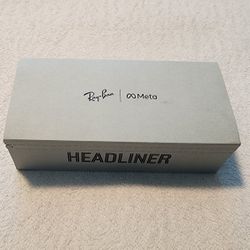 Ray-Ban | ∞ Meta
HEADLINER